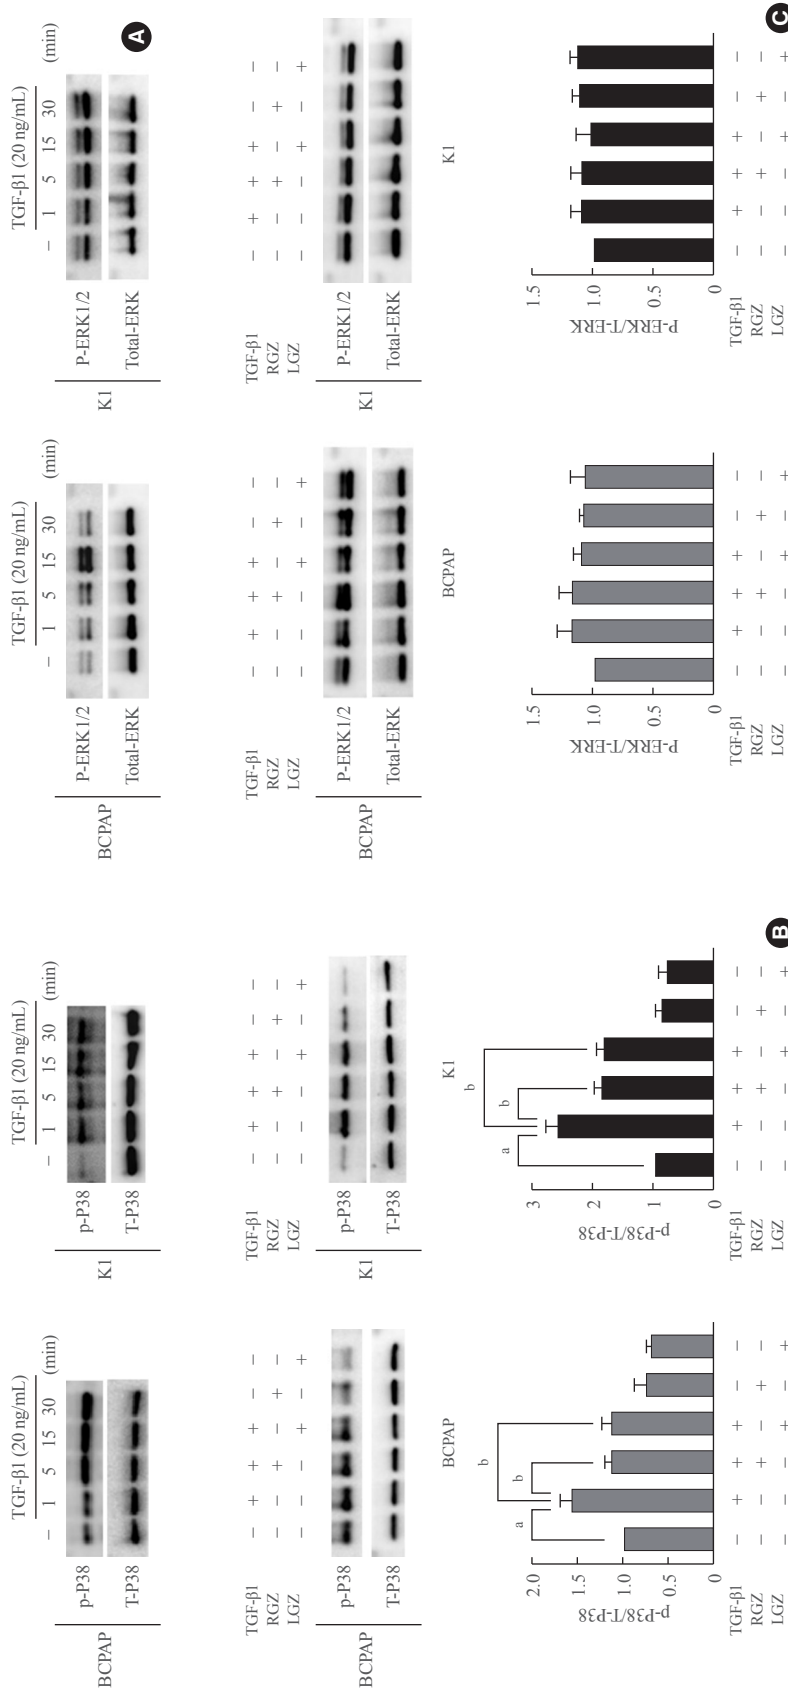 TGF-β1 (20 ng/mL)
− 1 5 15 30 (min)
BCPAP
p-P38
T-P38
TGF-β1 (20 ng/mL)
− 1 5 15 30 (min)
K1
p-P38
T-P38
TGF-β1 (20 ng/mL)
− 1 5 15 30 (min)
BCPAP
P-ERK1/2
Total-ERK
TGF-β1 (20 ng/mL)
− 1 5 15 30 (min)
K1
P-ERK1/2
Total-ERK
A
TGF-β1 − + + + − −
RGZ − − + − + −
LGZ − − − + − +
BCPAP
p-P38
T-P38
TGF-β1 − + + + − −
RGZ − − + − + −
LGZ − − − + − +
K1
p-P38
T-P38
TGF-β1 − + + + − −
RGZ − − + − + −
LGZ − − − + − +
BCPAP
P-ERK1/2
Total-ERK
TGF-β1 − + + + − −
RGZ − − + − + −
LGZ − − − + − +
K1
P-ERK1/2
Total-ERK
BCPAP
p-P38/T-P38
2.0
1.5
1.0
0.5
0
a
b
b
TGF-β1 − + + + − −
RGZ − − + − + −
LGZ − − − + − +
K1
p-P38/T-P38
3
2
1
0
a
b
b
TGF-β1 − + + + − −
RGZ − − + − + −
LGZ − − − + − +
B
BCPAP
P-ERK/T-ERK
1.5
1.0
0.5
0
TGF-β1 − + + + − −
RGZ − − + − + −
LGZ − − − + − +
K1
P-ERK/T-ERK
1.5
1.0
0.5
0
TGF-β1 − + + + − −
RGZ − − + − + −
LGZ − − − + − +
C